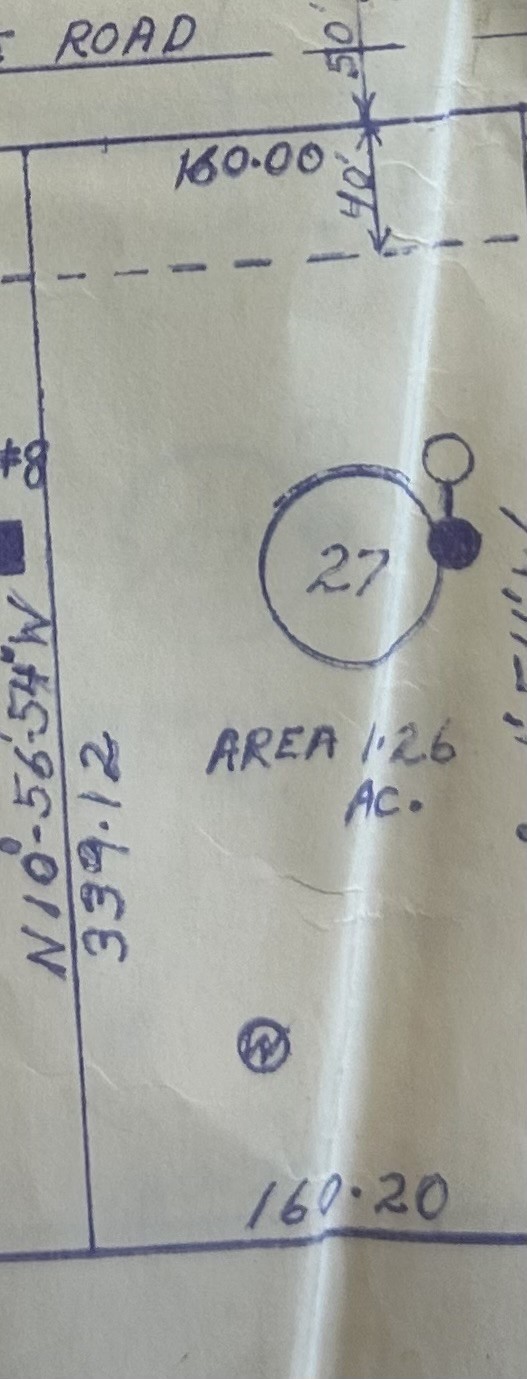 ROAD
50'
160.00
40'
#8
27
N10°-56'-54"W
339.12
AREA 1.26
AC.
W
160.20